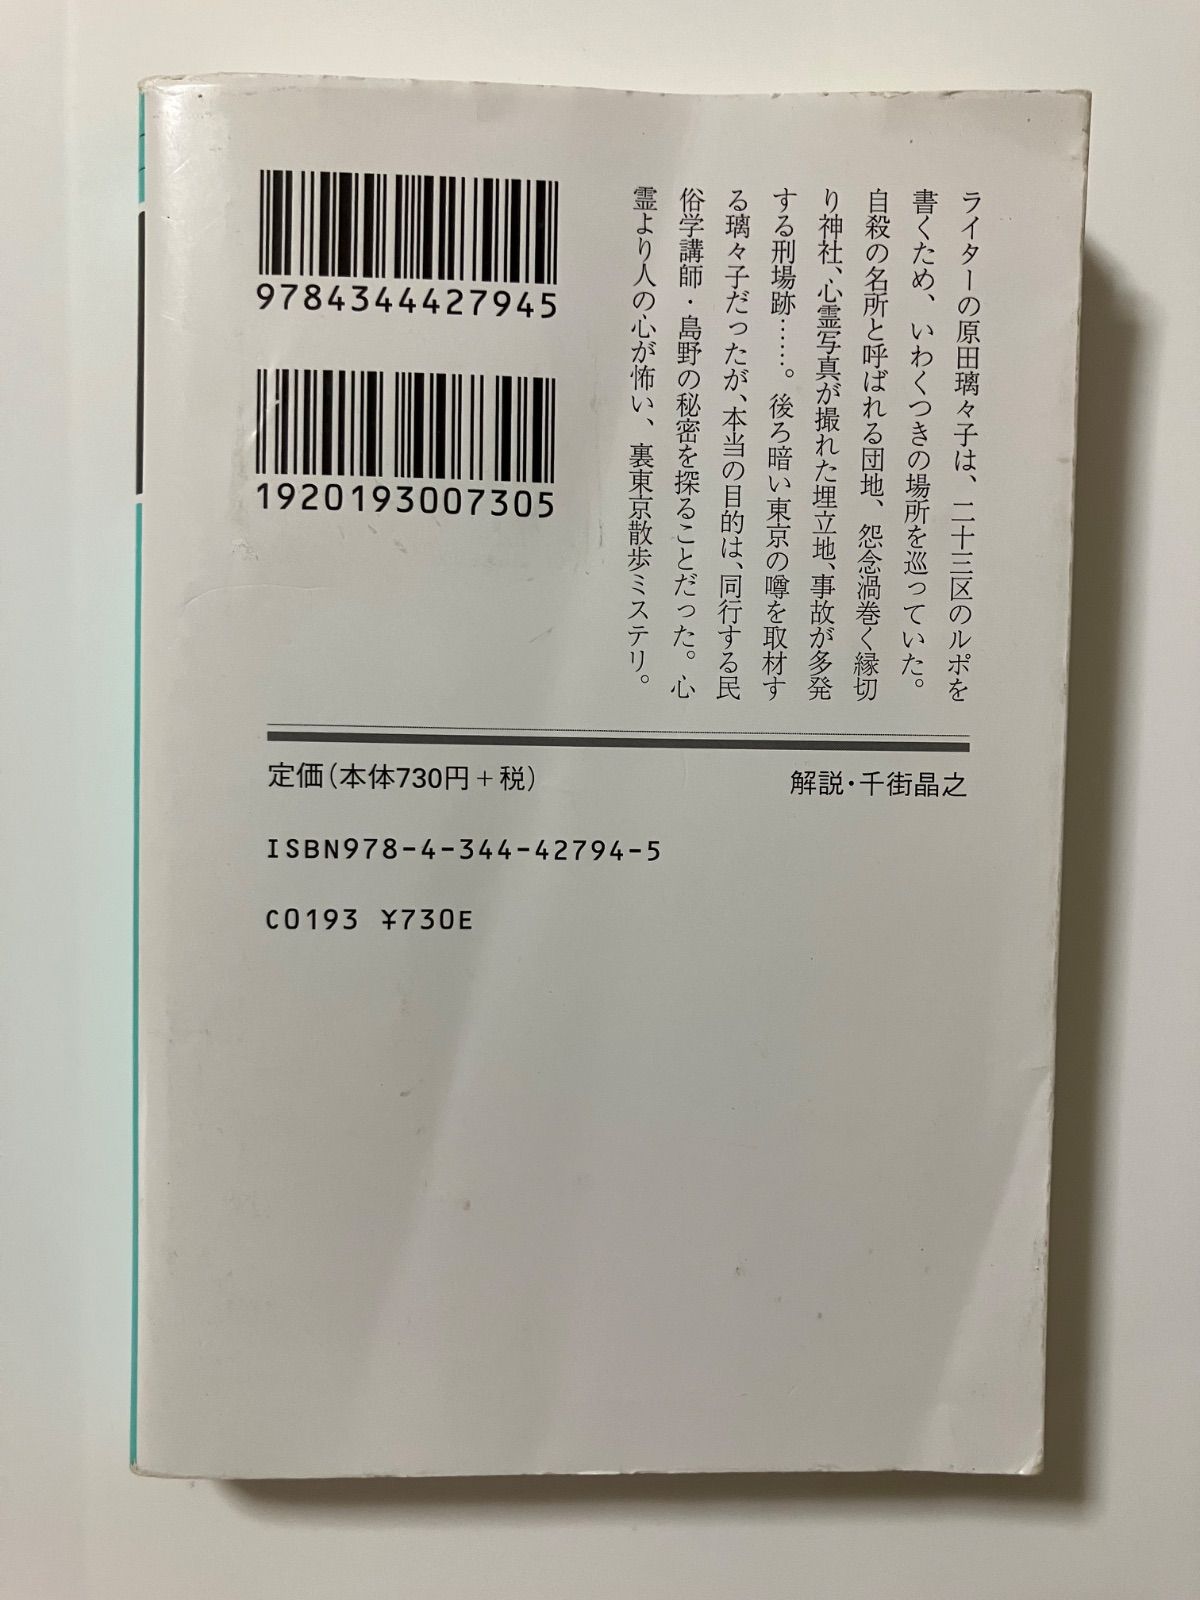 ライターの原田璃々子は、二十三区のルポを
書くため、いわくつきの場所を巡っていた。
自殺の名所と呼ばれる団地、怨念渦巻く縁切
り神社、心霊写真が撮れた埋立地、事故が多発
する刑場跡……。後ろ暗い東京の噂を取材す
る璃々子だったが、本当の目的は、同行する民
俗学講師・島野の秘密を探ることだった。心
霊より人の心が怖い、裏東京散歩ミステリ。
9784344427945
1920193007305
定価(本体730円+税)
解説・千街晶之
ISBN978-4-344-42794-5
C0193 ¥730E